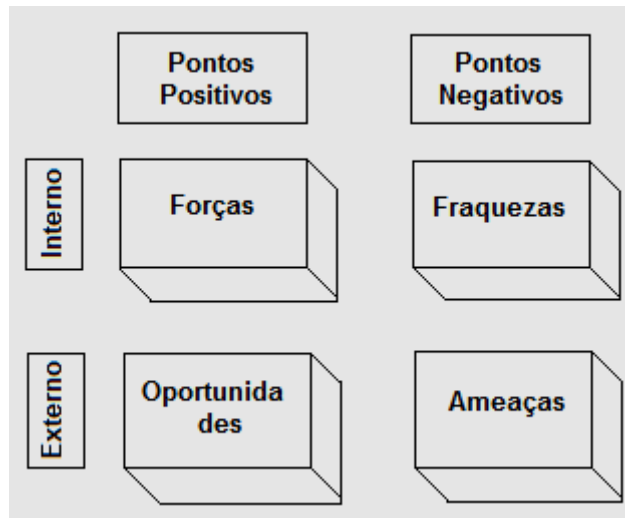 Pontos
Positivos
Pontos
Negativos
Interno
Forças
Fraquezas
Externo
Oportunida
des
Ameaças